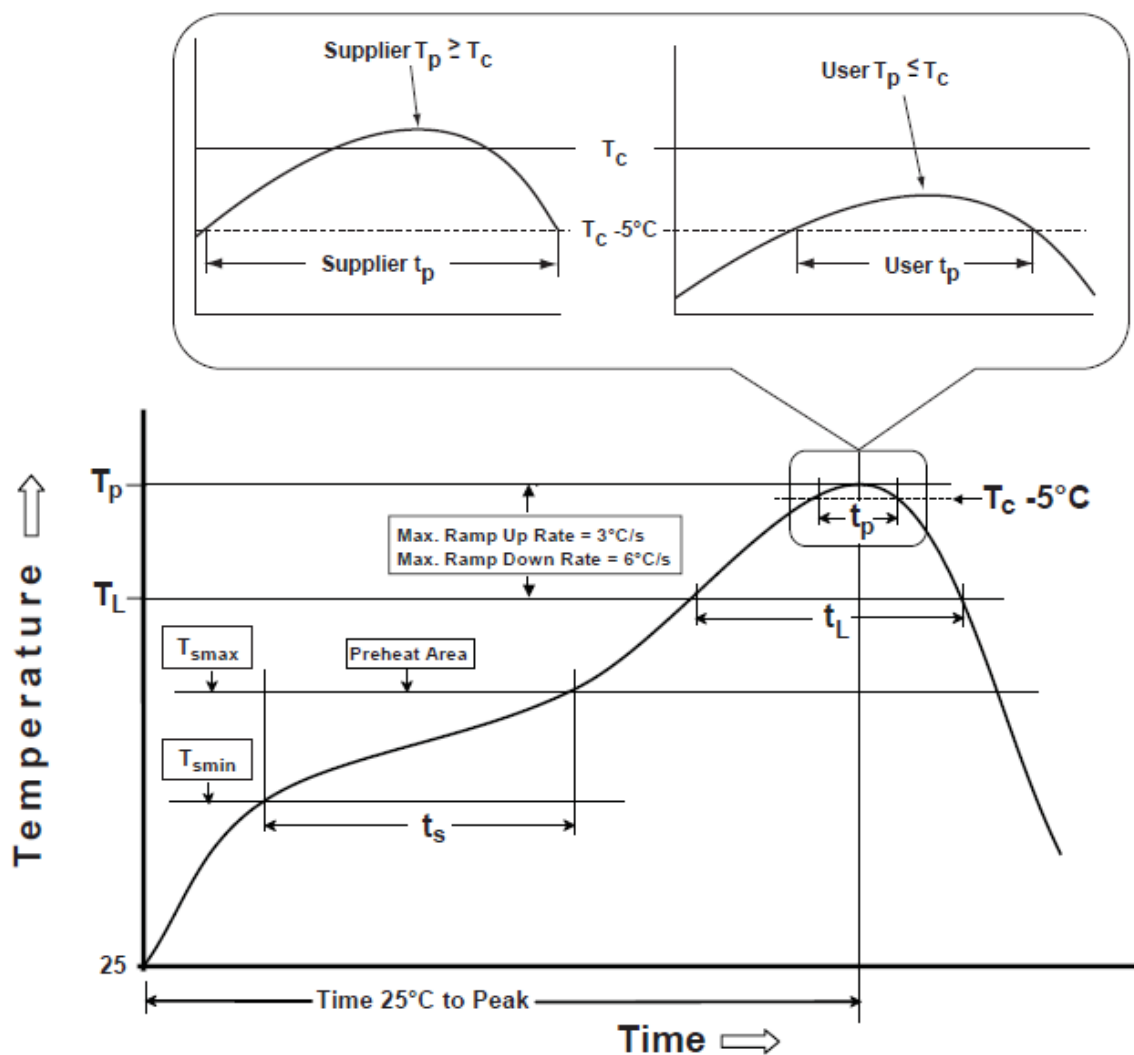 Supplier Tp ≥ Tc
User Tp ≤ Tc
Tc
Tc -5°C
Supplier tp
User tp
Tp
Tc -5°C
tp
Max. Ramp Up Rate = 3°C/s
Max. Ramp Down Rate = 6°C/s
TL
tL
Tsmax
Preheat Area
Tsmin
ts
Temperature
25
Time 25°C to Peak
Time